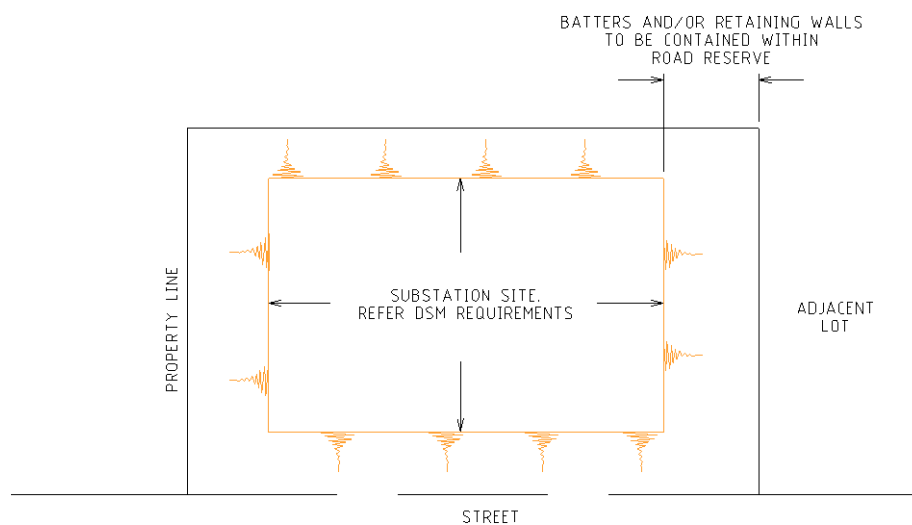 BATTERS AND/OR RETAINING WALLS
TO BE CONTAINED WITHIN
ROAD RESERVE
PROPERTY LINE
SUBSTATION SITE.
REFER DSM REQUIREMENTS
ADJACENT
LOT
STREET